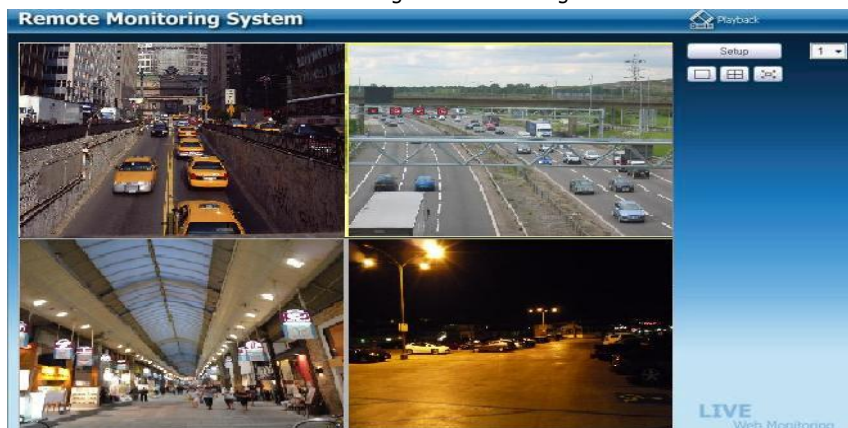 Remote Monitoring System
Playback
Setup
1
LIVE
Web Monitoring